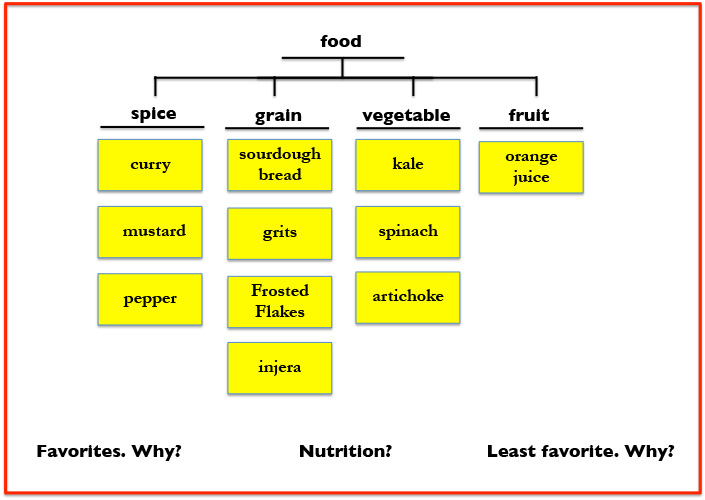 food
spice grain vegetable fruit
curry
sourdough
bread
kale
orange
juice
mustard
grits
spinach
pepper
Frosted
Flakes
artichoke
injera
Favorites. Why? Nutrition? Least favorite. Why?